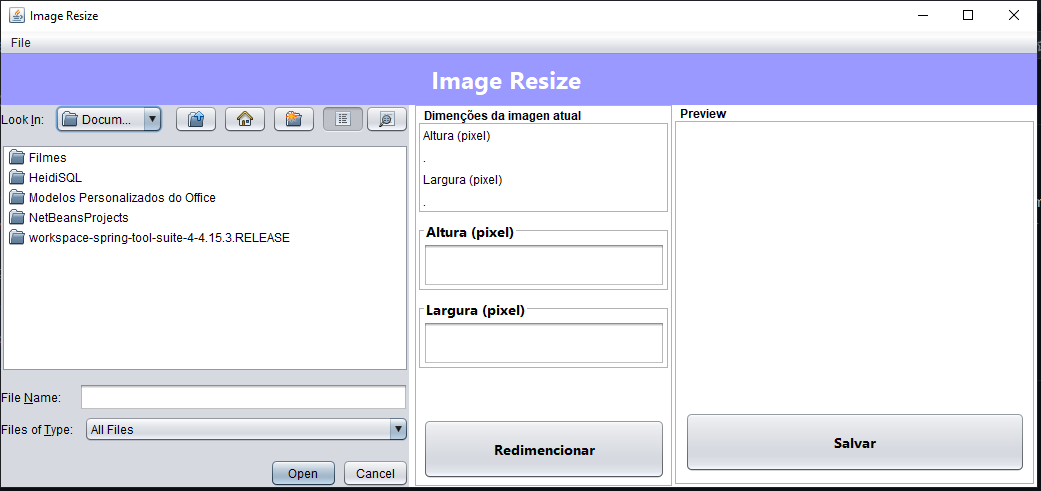 Image Resize
File
Image Resize
Look In:
Docum...
Filmes
HeidiSQL
Modelos Personalizados do Office
NetBeansProjects
workspace-spring-tool-suite-4-4.15.3.RELEASE
File Name:
Files of Type:
All Files
Open
Cancel
Dimenções da imagen atual
Altura (pixel)
.
Largura (pixel)
.
Altura (pixel)
Largura (pixel)
Redimencionar
Preview
Salvar